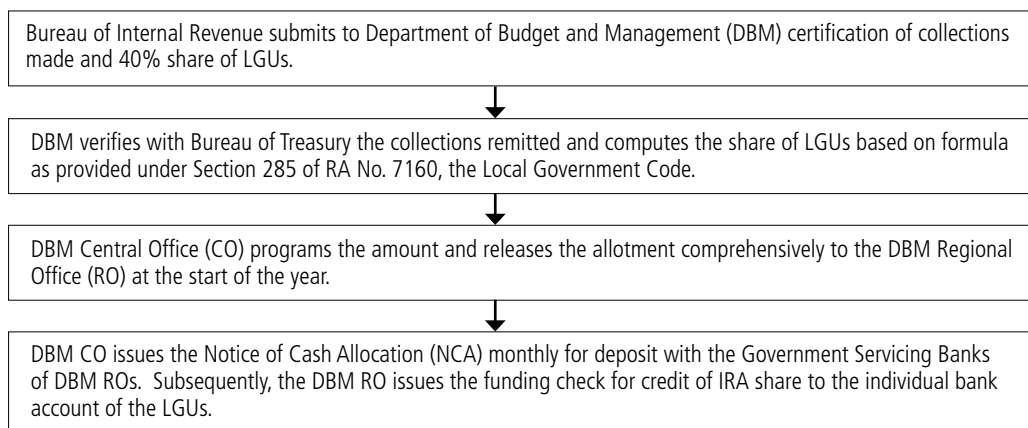 Bureau of Internal Revenue submits to Department of Budget and Management (DBM) certification of collections
made and 40% share of LGUs.
DBM verifies with Bureau of Treasury the collections remitted and computes the share of LGUs based on formula
as provided under Section 285 of RA No. 7160, the Local Government Code.
DBM Central Office (CO) programs the amount and releases the allotment comprehensively to the DBM Regional
Office (RO) at the start of the year.
DBM CO issues the Notice of Cash Allocation (NCA) monthly for deposit with the Government Servicing Banks
of DBM ROs.  Subsequently, the DBM RO issues the funding check for credit of IRA share to the individual bank
account of the LGUs.